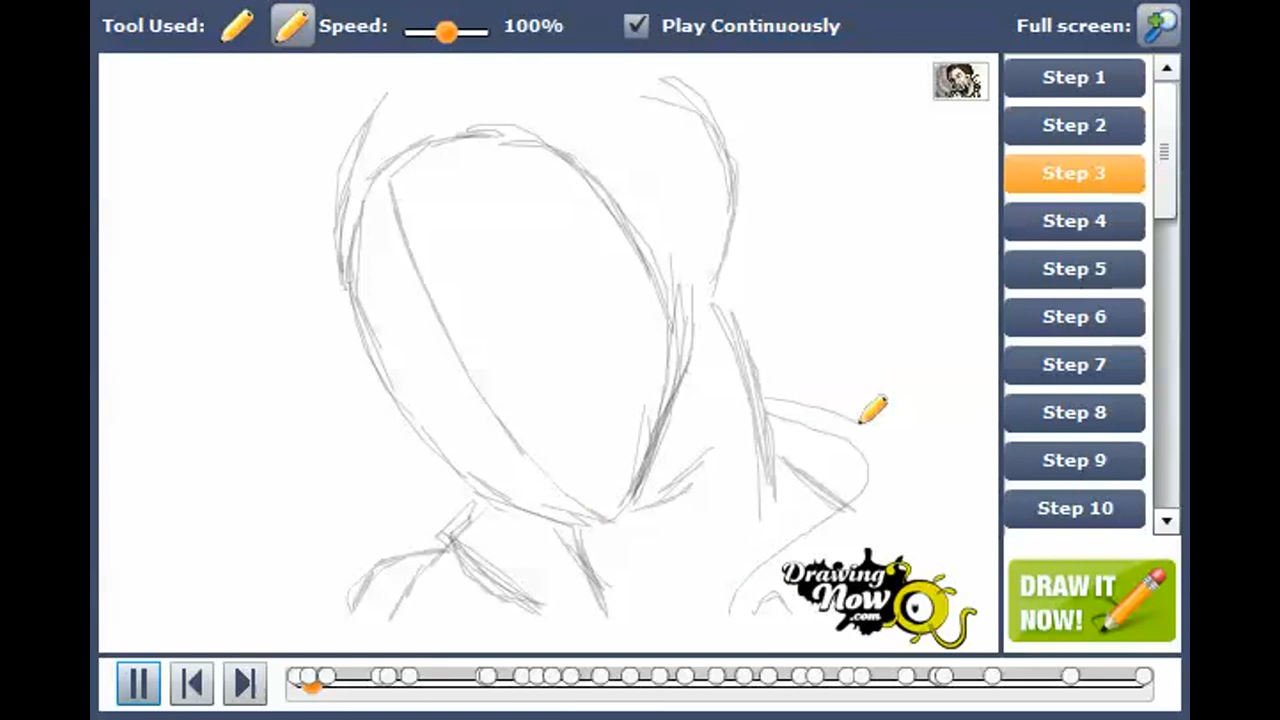 Tool Used:
Speed:
100%
Play Continuously
Full screen:
Step 1
Step 2
Step 3
Step 4
Step 5
Step 6
Step 7
Step 8
Step 9
Step 10
Drawing
Now
.com
DRAW IT
NOW!